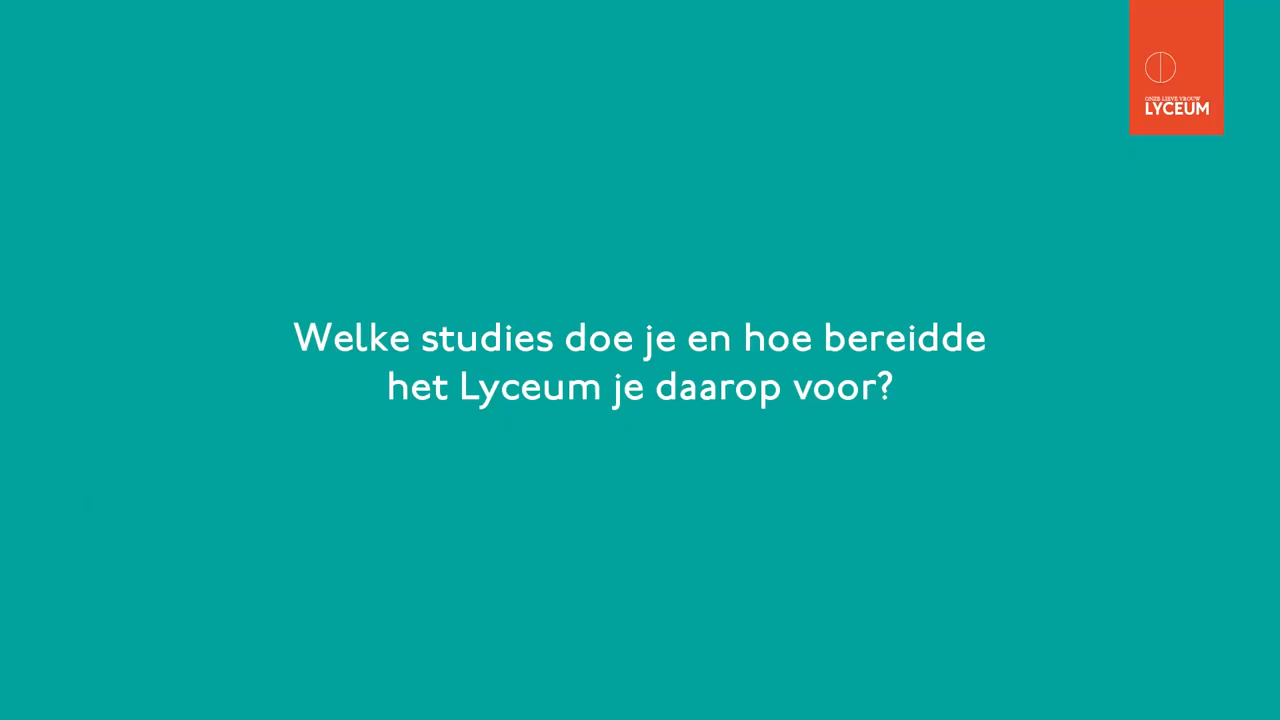 ONZE LIEVE VROUW
LYCEUM
Welke studies doe je en hoe bereidde
het Lyceum je daarop voor?